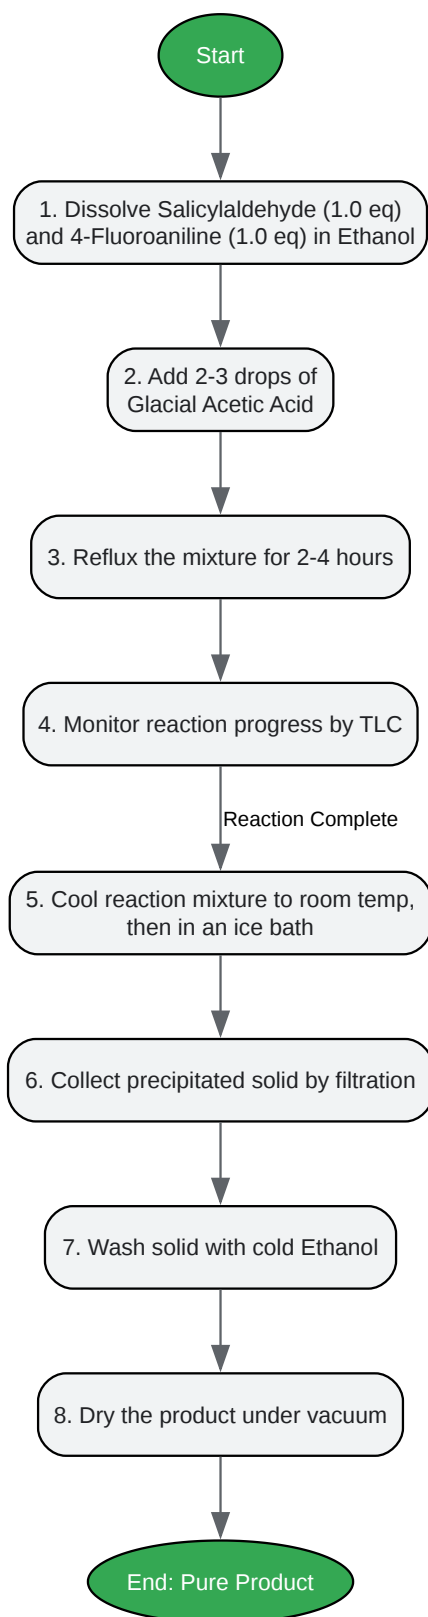 Start
1. Dissolve Salicylaldehyde (1.0 eq)
and 4-Fluoroaniline (1.0 eq) in Ethanol
2. Add 2-3 drops of
Glacial Acetic Acid
3. Reflux the mixture for 2-4 hours
4. Monitor reaction progress by TLC
Reaction Complete
5. Cool reaction mixture to room temp,
then in an ice bath
6. Collect precipitated solid by filtration
7. Wash solid with cold Ethanol
8. Dry the product under vacuum
End: Pure Product